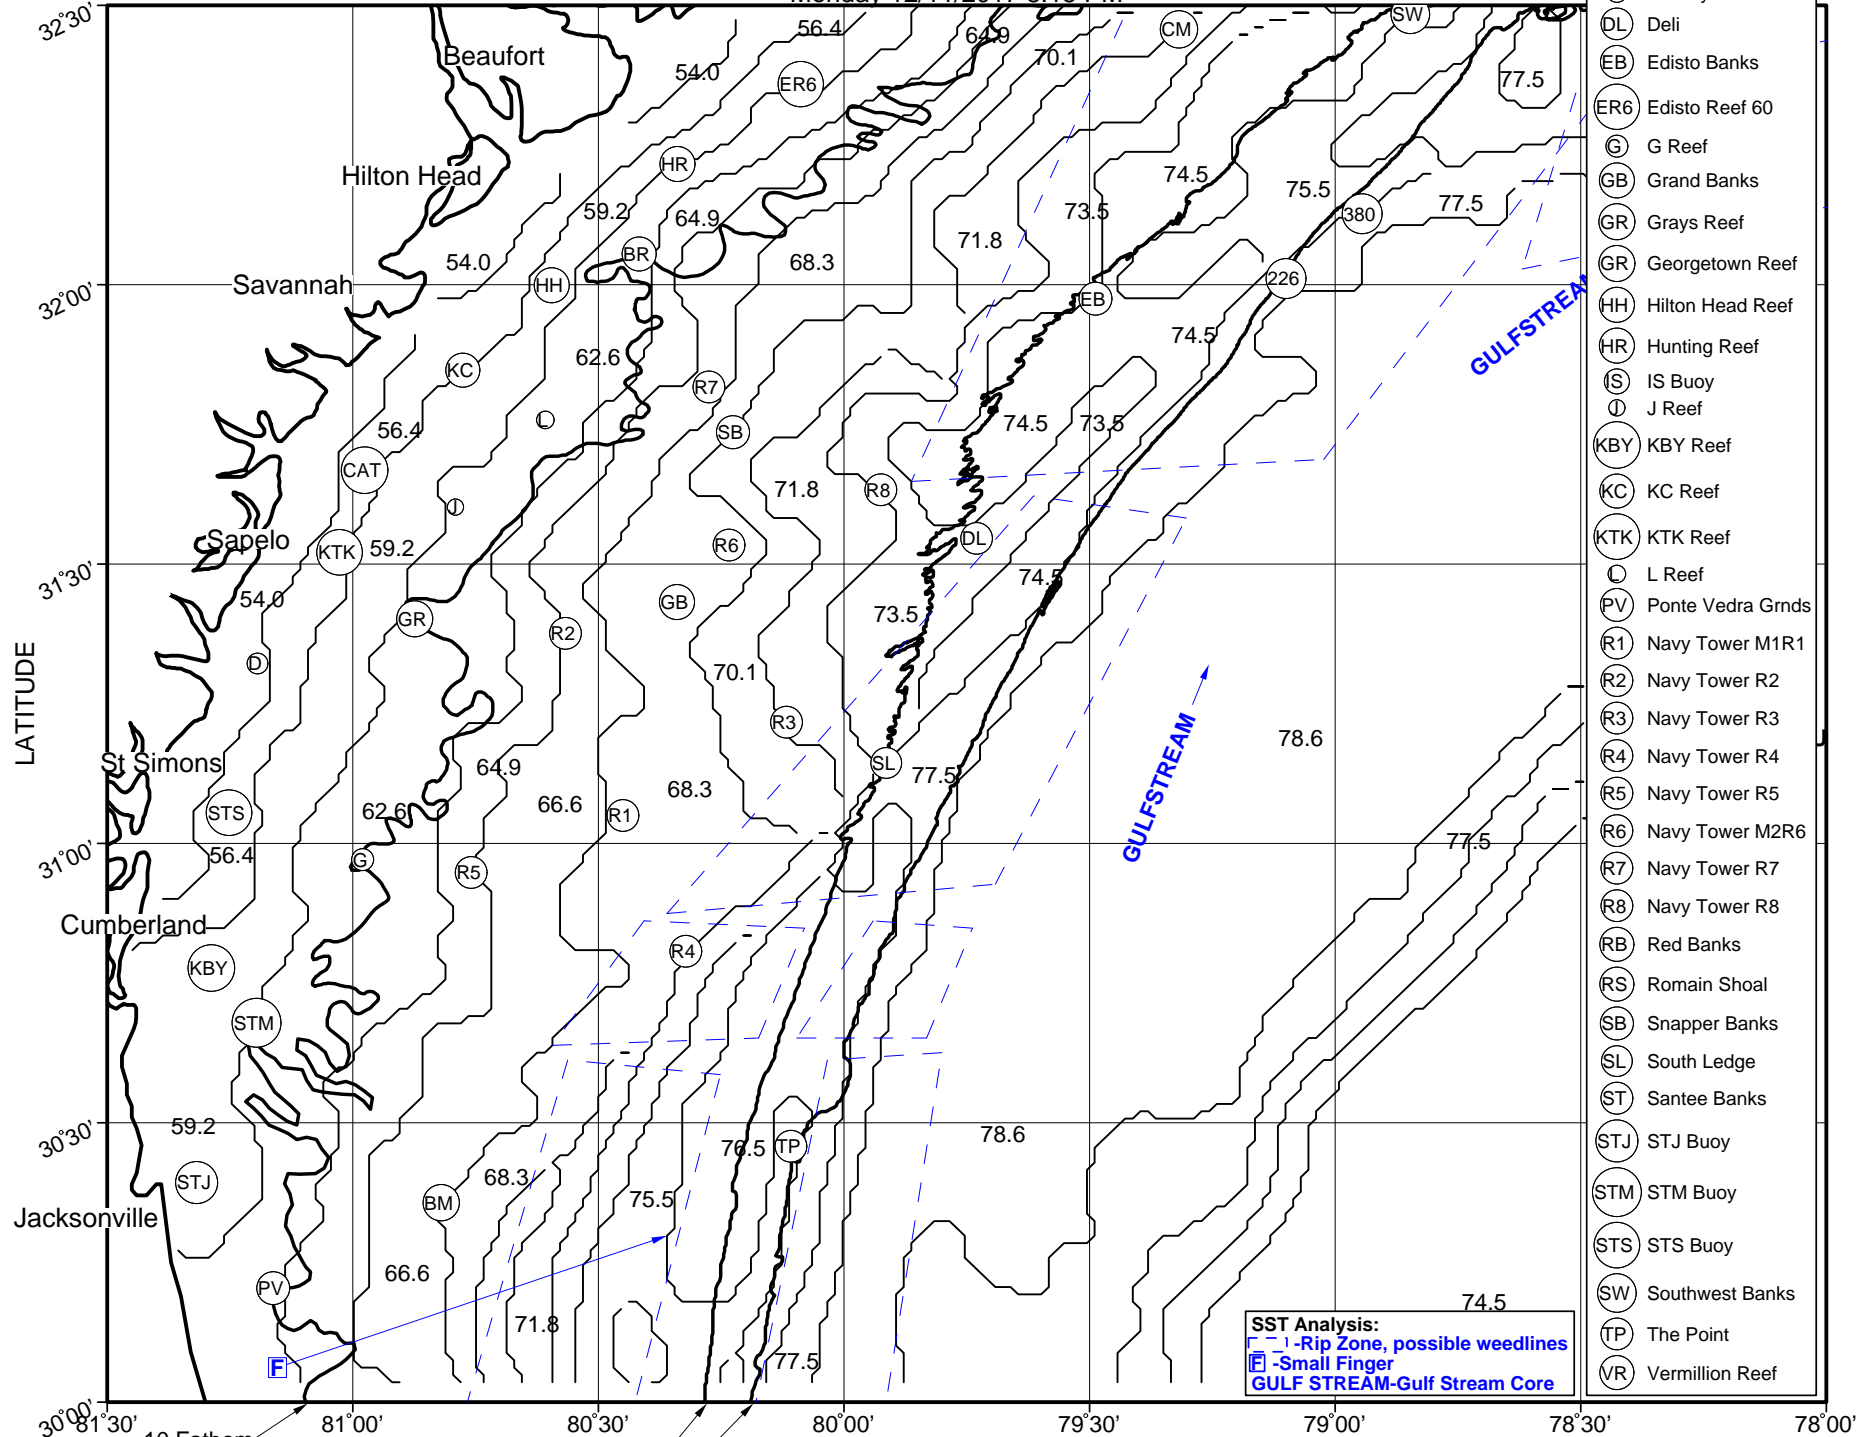 Monday 12/11/2017 3:15 PM
32°30'
32°00'
31°30'
31°00'
30°30'
30°00'
LATITUDE
81°30'
81°00'
80°30'
80°00'
79°30'
79°00'
78°30'
78°00'
Beaufort
Hilton Head
Savannah
Sapelo
St Simons
Cumberland
Jacksonville
56.4
64.9
70.1
54.0
77.5
74.5
75.5
77.5
59.2
64.9
73.5
71.8
54.0
68.3
74.5
62.6
56.4
74.5
73.5
71.8
59.2
54.0
74.5
73.5
70.1
78.6
64.9
77.5
66.6
68.3
62.6
56.4
77.5
59.2
76.5
78.6
68.3
75.5
66.6
71.8
77.5
74.5
CM
SW
ER6
HR
BR
HH
380
226
EB
KC
R7
L
SB
CAT
R8
J
KTK
R6
DL
GB
GR
R2
D
R3
SL
STS
R1
G
R5
R4
KBY
STM
TP
STJ
BM
PV
F
GULFSTREAM
GULFSTREAM
10 Fathom
SST Analysis:
-Rip Zone, possible weedlines
F -Small Finger
GULF STREAM-Gulf Stream Core
DL Deli
EB Edisto Banks
ER6 Edisto Reef 60
G G Reef
GB Grand Banks
GR Grays Reef
GR Georgetown Reef
HH Hilton Head Reef
HR Hunting Reef
IS IS Buoy
J J Reef
KBY KBY Reef
KC KC Reef
KTK KTK Reef
L L Reef
PV Ponte Vedra Grnds
R1 Navy Tower M1R1
R2 Navy Tower R2
R3 Navy Tower R3
R4 Navy Tower R4
R5 Navy Tower R5
R6 Navy Tower M2R6
R7 Navy Tower R7
R8 Navy Tower R8
RB Red Banks
RS Romain Shoal
SB Snapper Banks
SL South Ledge
ST Santee Banks
STJ STJ Buoy
STM STM Buoy
STS STS Buoy
SW Southwest Banks
TP The Point
VR Vermillion Reef